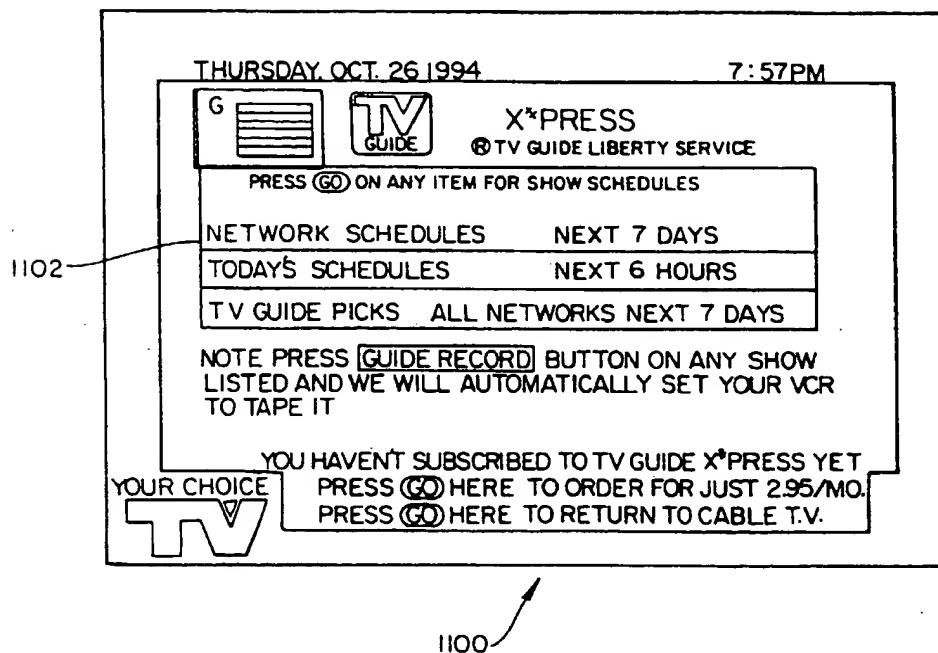 THURSDAY, OCT. 26 1994 7:57PM
G
TV GUIDE
X*PRESS
® TV GUIDE LIBERTY SERVICE
PRESS GO ON ANY ITEM FOR SHOW SCHEDULES
NETWORK SCHEDULES NEXT 7 DAYS
TODAY'S SCHEDULES NEXT 6 HOURS
TV GUIDE PICKS ALL NETWORKS NEXT 7 DAYS
1102
NOTE PRESS GUIDE RECORD BUTTON ON ANY SHOW
LISTED AND WE WILL AUTOMATICALLY SET YOUR VCR
TO TAPE IT
YOU HAVEN'T SUBSCRIBED TO TV GUIDE X*PRESS YET
PRESS GO HERE TO ORDER FOR JUST 2.95/MO.
PRESS GO HERE TO RETURN TO CABLE T.V.
YOUR CHOICE
TV
1100